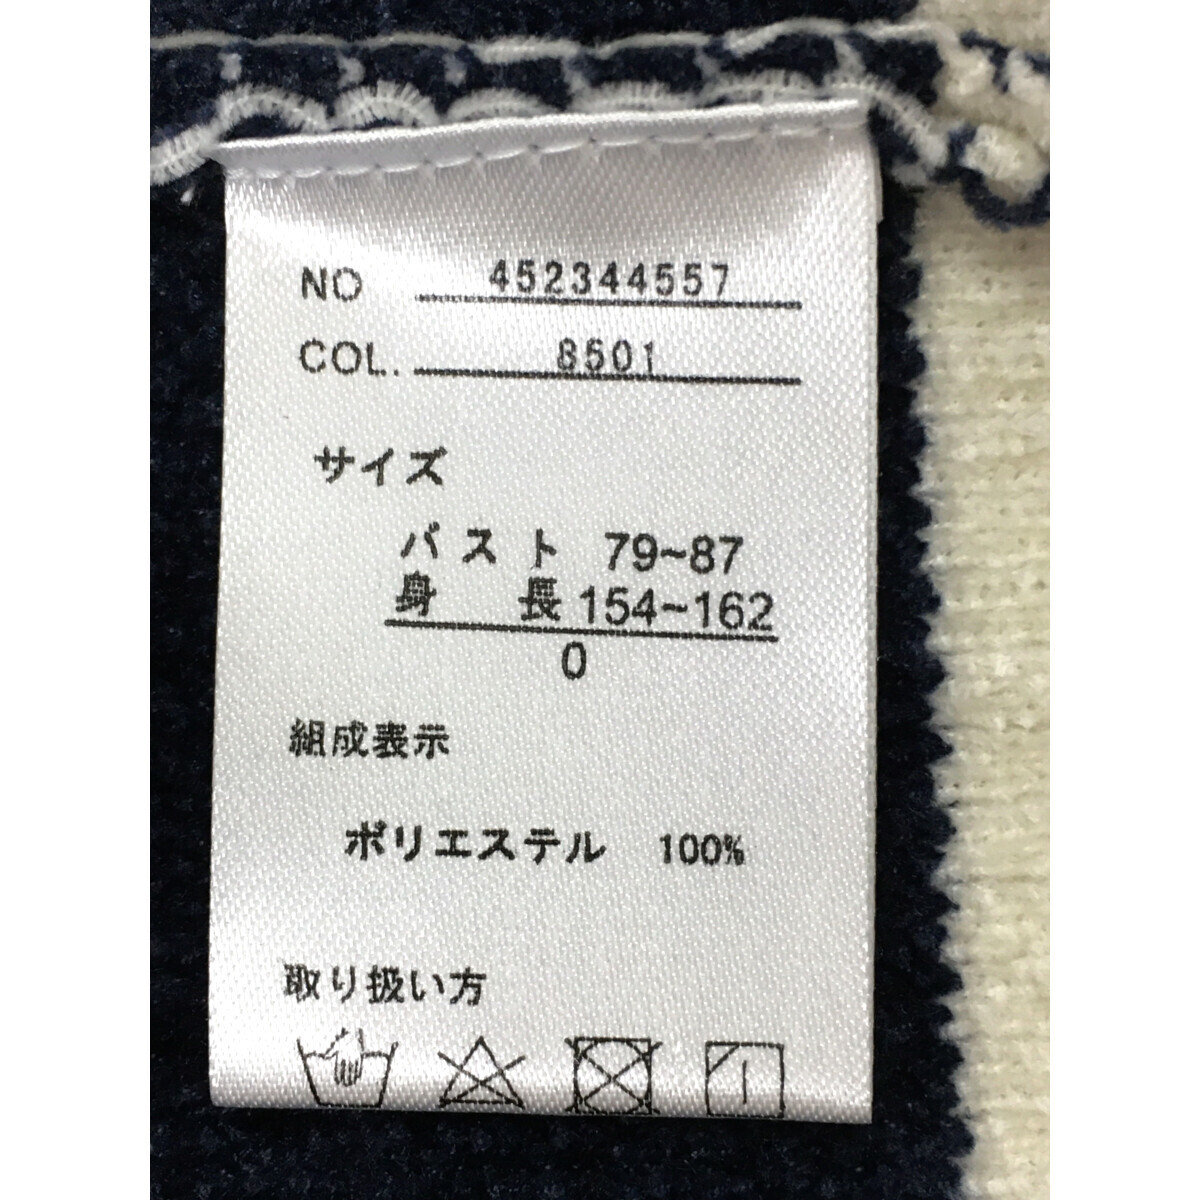 NO 452344557
COL. 8501
サイズ
バスト 79~87
身長 154~162
0
組成表示
ポリエステル 100%
取り扱い方